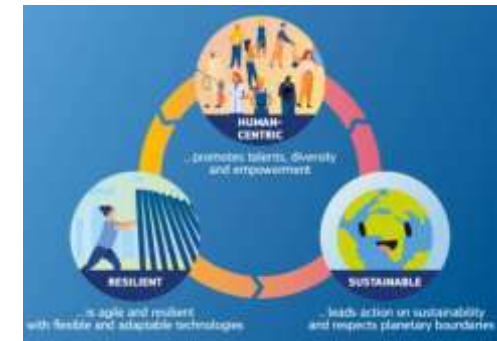 HUMAN-
CENTRIC
...promotes talents, diversity
and empowerment
RESILIENT
...is agile and resilient
with flexible and adaptable technologies
SUSTAINABLE
...leads action on sustainability
and respects planetary boundaries